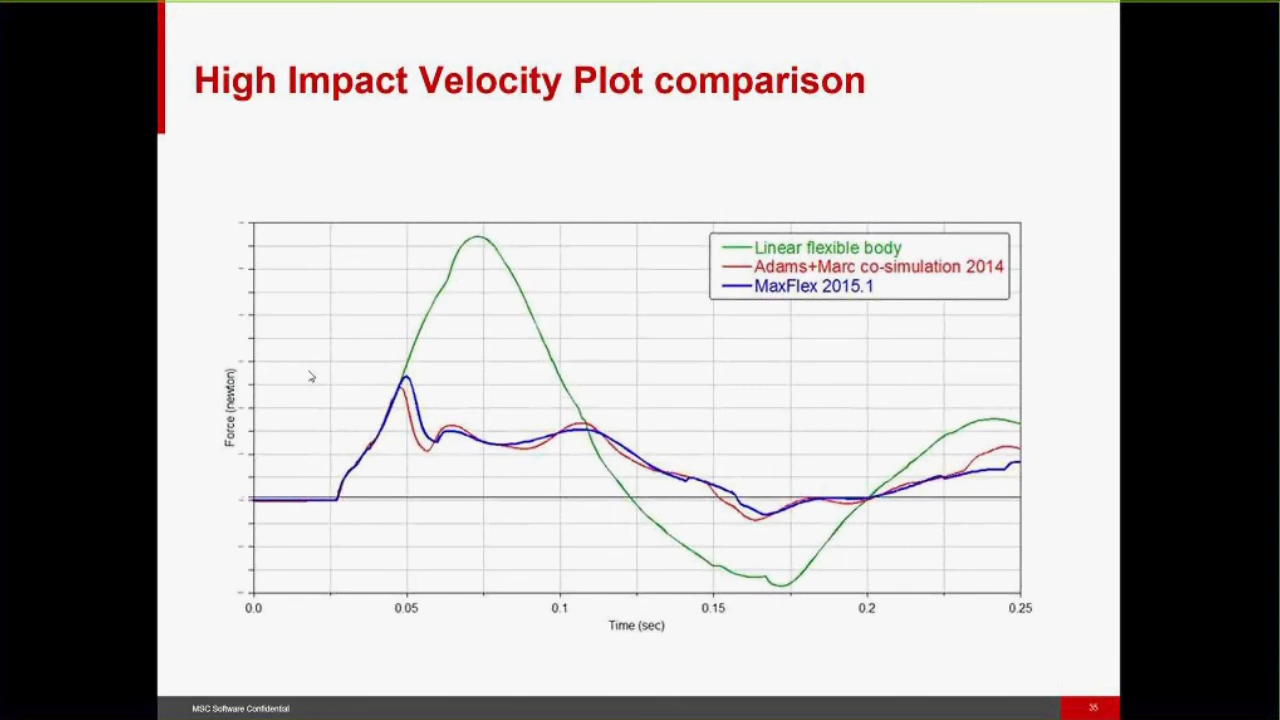 High Impact Velocity Plot comparison
Linear flexible body
Adams+Marc co-simulation 2014
MaxFlex 2015.1
Force (newton)
0.0 0.05 0.1 0.15 0.2 0.25
Time (sec)
MSC Software Confidential
35